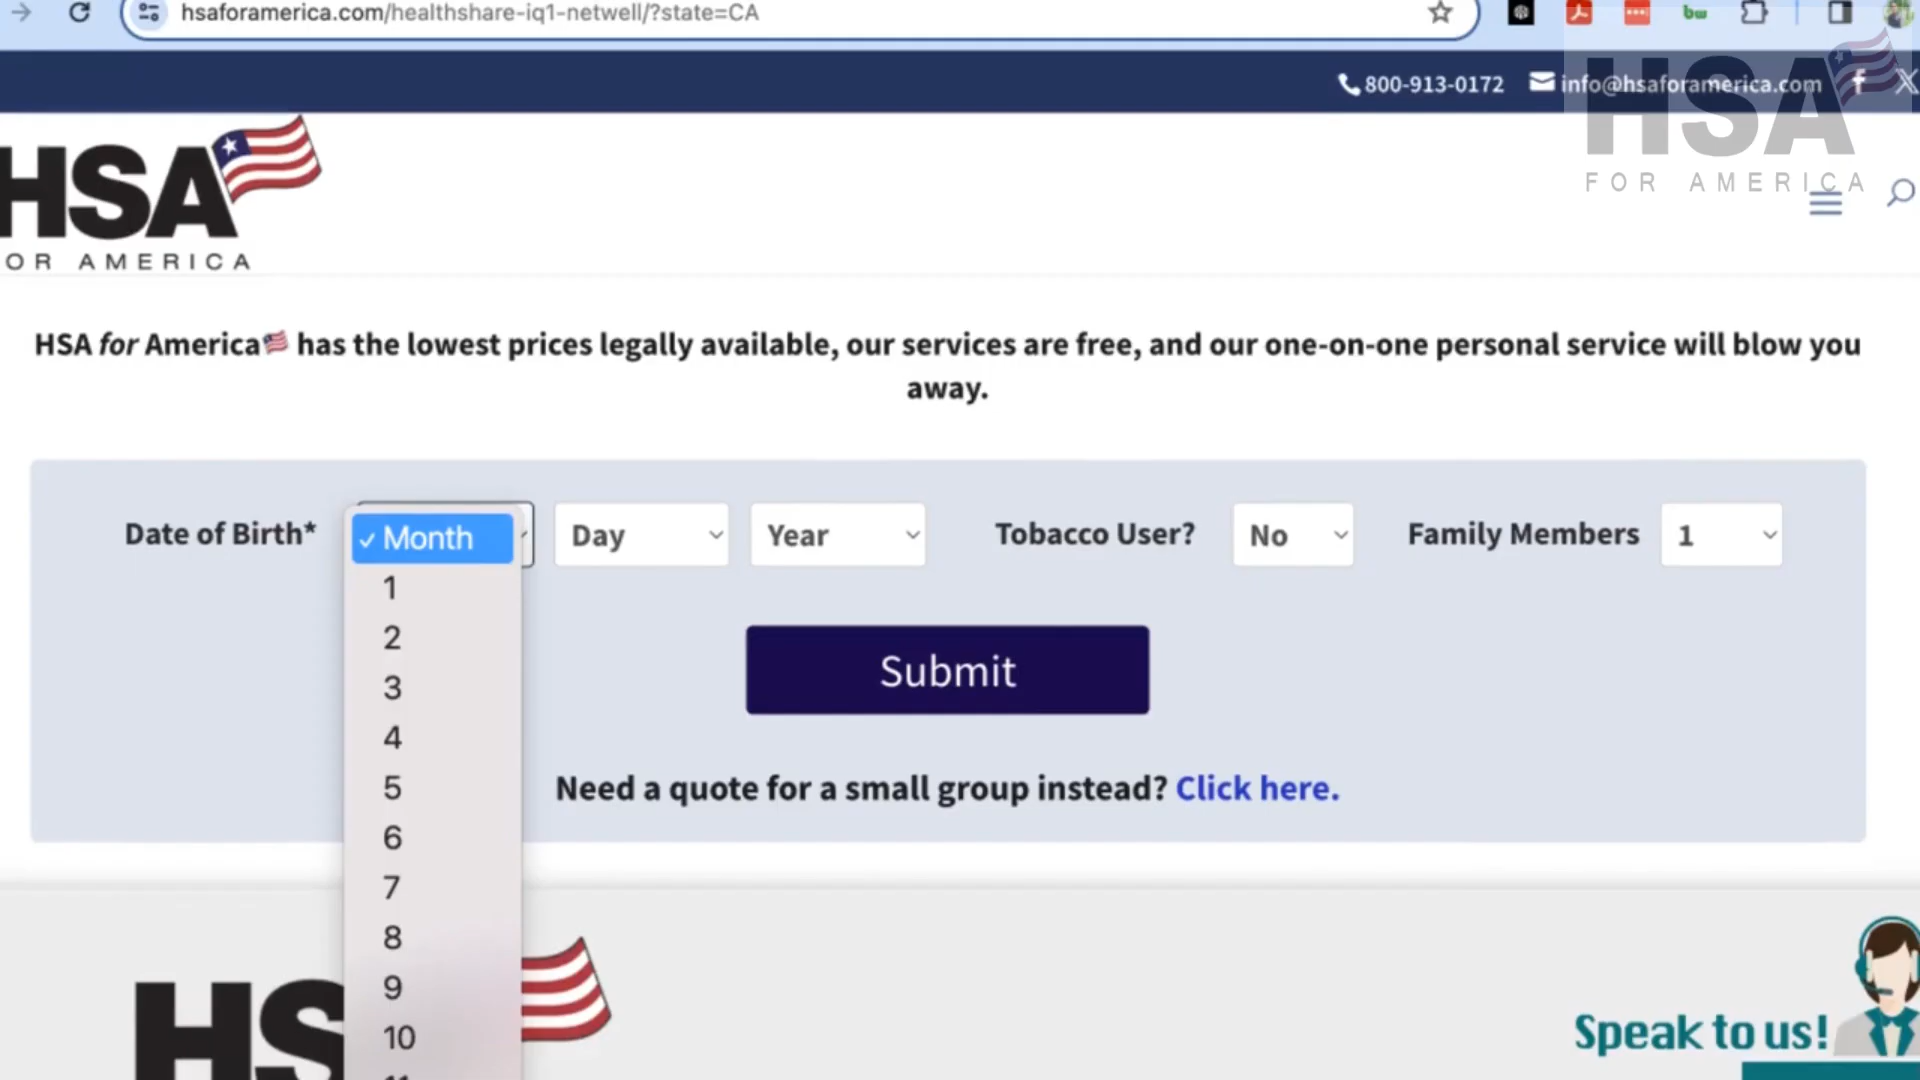 hsaforamerica.com/healthshare-iq1-netwell/?state=CA
800-913-0172 info@hsaforamerica.com
HSA
FOR AMERICA
HSA
OR AMERICA
HSA for America has the lowest prices legally available, our services are free, and our one-on-one personal service will blow you
away.
Date of Birth* ✓ Month Day Year Tobacco User? No Family Members 1
1
2
3
4
5
6
7
8
9
10
11
Submit
Need a quote for a small group instead? Click here.
HS
Speak to us!